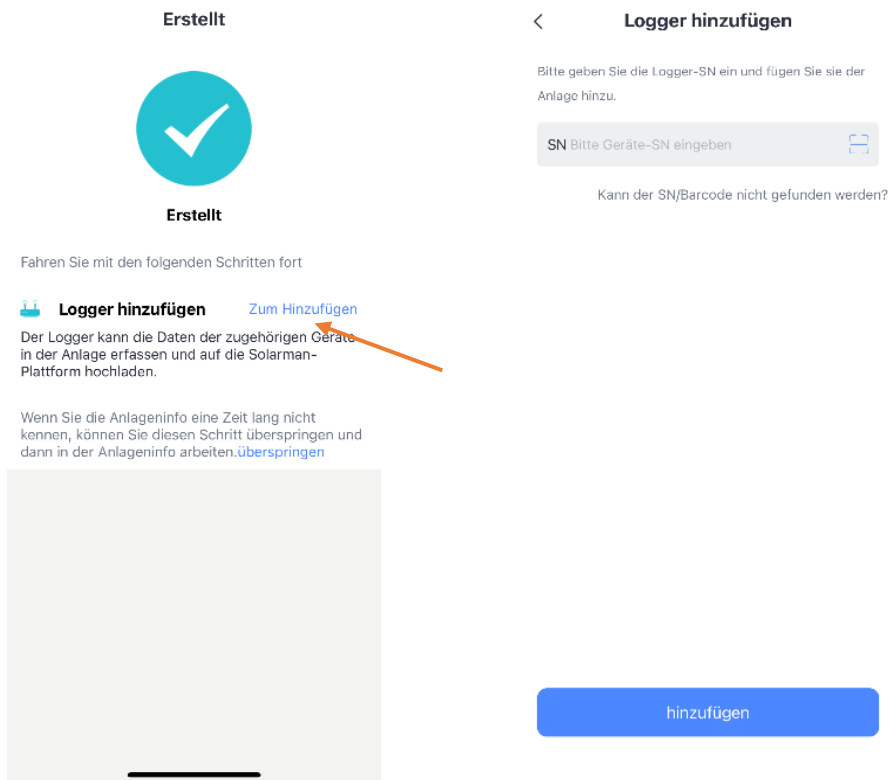 Erstellt
Erstellt
Fahren Sie mit den folgenden Schritten fort
Logger hinzufügen Zum Hinzufügen
Der Logger kann die Daten der zugehörigen Geräte
in der Anlage erfassen und auf die Solarman-
Plattform hochladen.
Wenn Sie die Anlageninfo eine Zeit lang nicht
kennen, können Sie diesen Schritt überspringen und
dann in der Anlageninfo arbeiten.überspringen
Logger hinzufügen
Bitte geben Sie die Logger-SN ein und fügen Sie sie der
Anlage hinzu.
SN Bitte Geräte-SN eingeben
Kann der SN/Barcode nicht gefunden werden?
hinzufügen